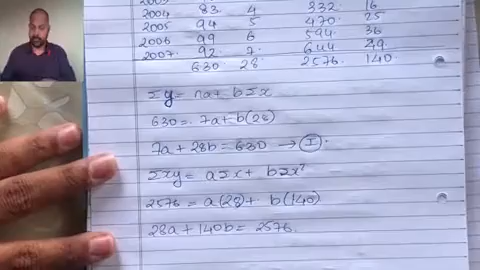 2004 83 4 332 16
2005 94 5 470 25
2006 99 6 594 36
2007 92 7 644 49
630 28 2576 140
Σy = na + bΣx
630 = 7a + b(28)
7a + 28b = 630 → I
Σxy = aΣx + bΣx²
2576 = a(28) + b(140)
28a + 140b = 2576